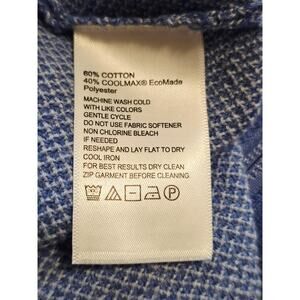 60% COTTON
40% COOLMAX® EcoMade
Polyester
MACHINE WASH COLD
WITH LIKE COLORS
GENTLE CYCLE
DO NOT USE FABRIC SOFTENER
NON CHLORINE BLEACH
IF NEEDED
RESHAPE AND LAY FLAT TO DRY
COOL IRON
FOR BEST RESULTS DRY CLEAN
ZIP GARMENT BEFORE CLEANING
P